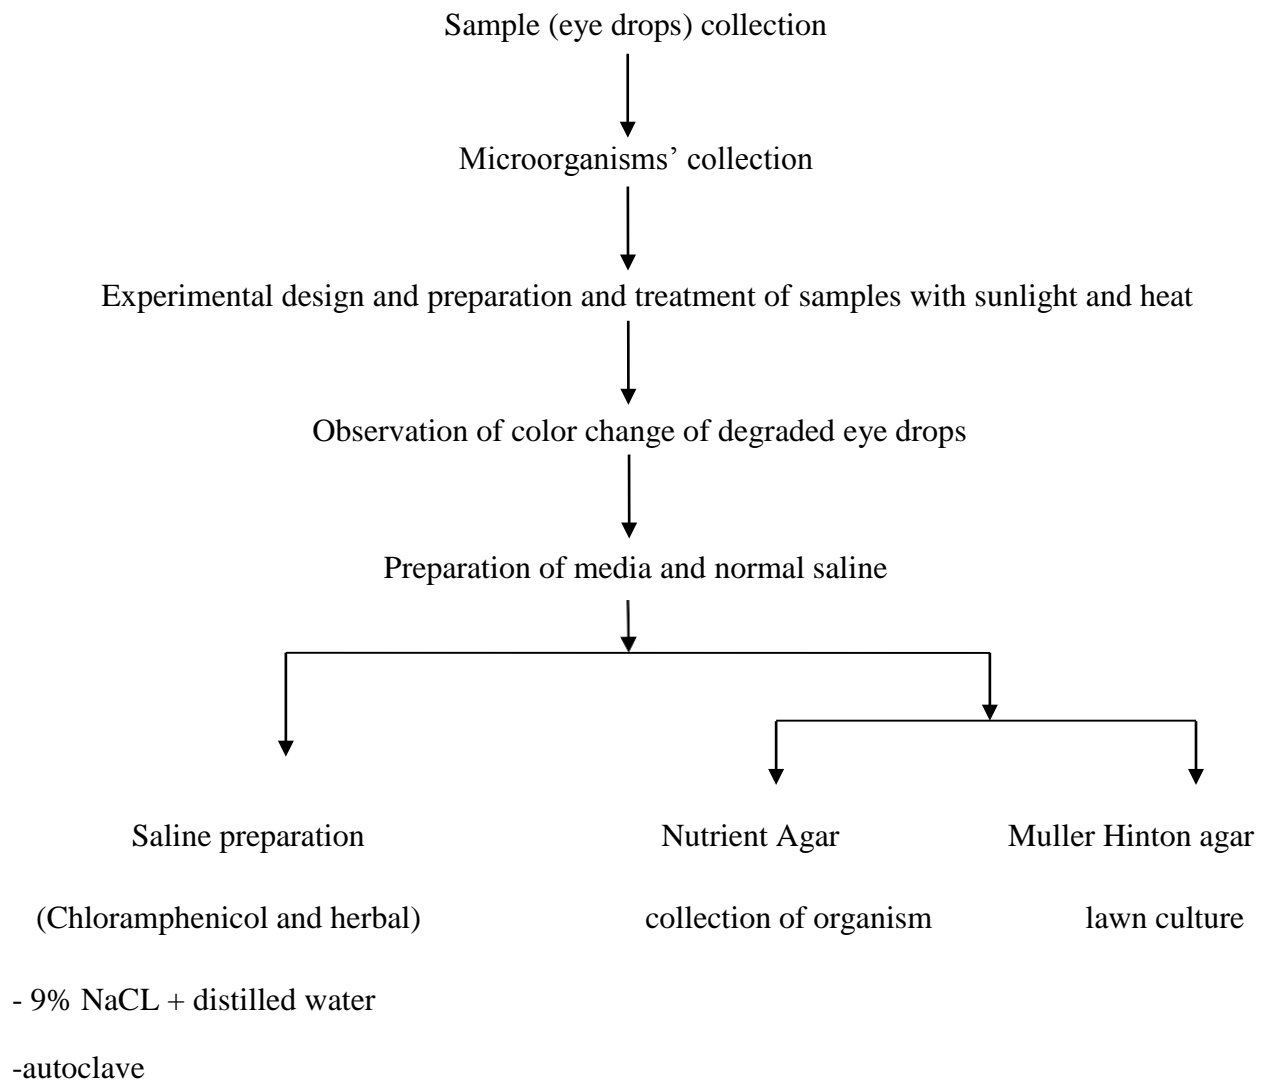 Sample (eye drops) collection
Microorganisms’ collection
Experimental design and preparation and treatment of samples with sunlight and heat
Observation of color change of degraded eye drops
Preparation of media and normal saline
Saline preparation Nutrient Agar Muller Hinton agar
(Chloramphenicol and herbal) collection of organism lawn culture
- 9% NaCL + distilled water
-autoclave